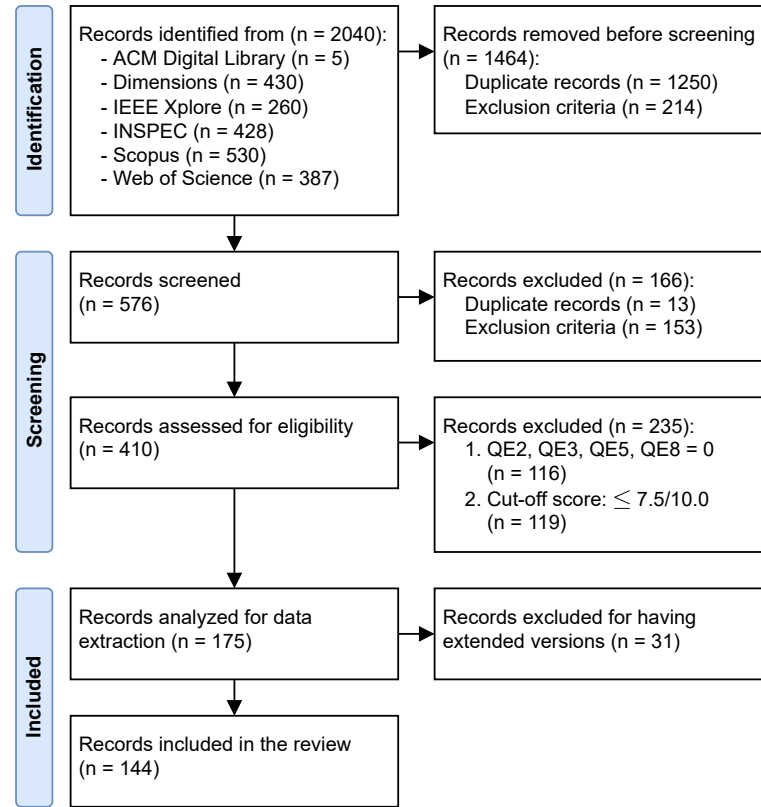 Identification
Records identified from (n = 2040):
- ACM Digital Library (n = 5)
- Dimensions (n = 430)
- IEEE Xplore (n = 260)
- INSPEC (n = 428)
- Scopus (n = 530)
- Web of Science (n = 387)
Records removed before screening
(n = 1464):
Duplicate records (n = 1250)
Exclusion criteria (n = 214)
Screening
Records screened
(n = 576)
Records excluded (n = 166):
Duplicate records (n = 13)
Exclusion criteria (n = 153)
Records assessed for eligibility
(n = 410)
Records excluded (n = 235):
1. QE2, QE3, QE5, QE8 = 0
(n = 116)
2. Cut-off score: ≤ 7.5/10.0
(n = 119)
Included
Records analyzed for data
extraction (n = 175)
Records excluded for having
extended versions (n = 31)
Records included in the review
n = 144)